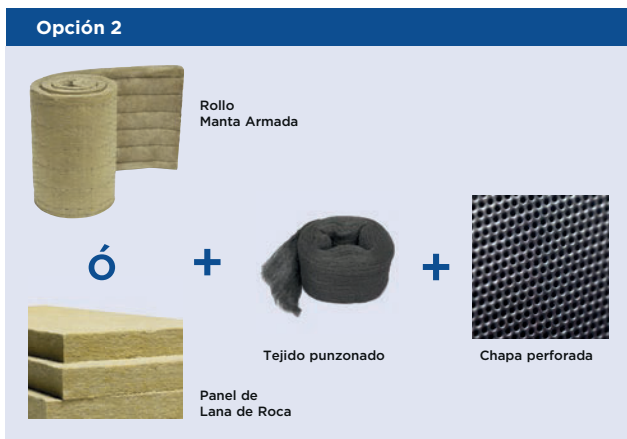 Opción 2
Rollo
Manta Armada
ó
+
+
Tejido punzonado
Chapa perforada
Panel de
Lana de Roca